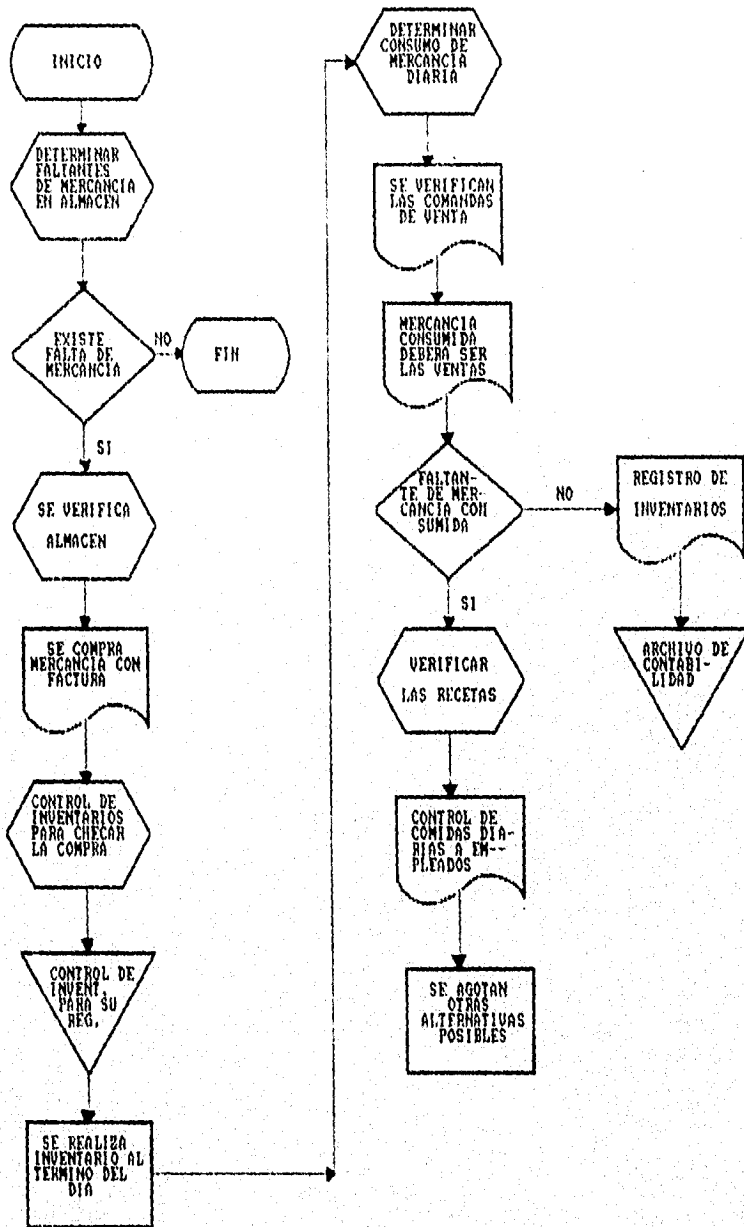 INICIO
DETERMINAR
FALTANTES
DE MERCANCIA
EN ALMACEN
EXISTE
FALTA DE
MERCANCIA
NO
FIN
SI
SE VERIFICA
ALMACEN
SE COMPRA
MERCANCIA CON
FACTURA
CONTROL DE
INVENTARIOS
PARA CHECAR
LA COMPRA
CONTROL DE
INVENT.
PARA SU
REG.
SE REALIZA
INVENTARIO AL
TERMINO DEL
DIA
DETERMINAR
CONSUMO DE
MERCANCIA
DIARIA
SE VERIFICAN
LAS COMANDAS
DE VENTA
MERCANCIA
CONSUMIDA
DEBERA SER
LAS VENTAS
FALTAN-
TE DE MER-
CANCIA CON
SUMIDA
NO
REGISTRO DE
INVENTARIOS
ARCHIVO DE
CONTABI-
LIDAD
SI
VERIFICAR
LAS RECETAS
CONTROL DE
COMIDAS DIA-
RIAS A EM--
PLEADOS
SE AGOTAN
OTRAS
ALTERNATIVAS
POSIBLES